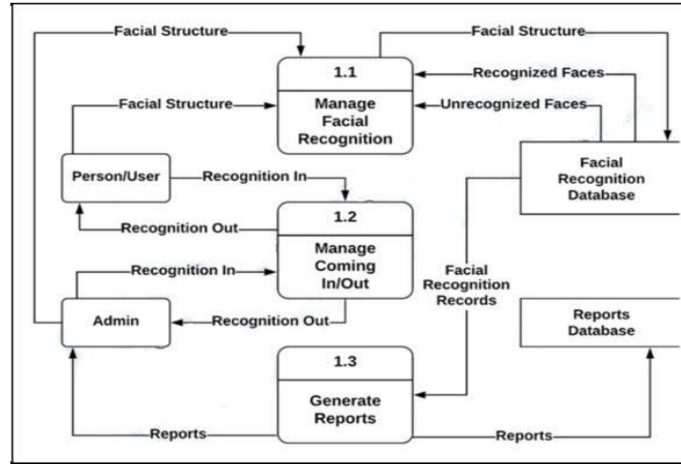 Facial Structure
Facial Structure
1.1
Manage
Facial
Recognition
Recognized Faces
Facial Structure
Unrecognized Faces
Person/User
Recognition In
Facial
Recognition
Database
1.2
Manage
Coming
In/Out
Recognition Out
Recognition In
Facial
Recognition
Records
Admin
Recognition Out
Reports
Database
1.3
Generate
Reports
Reports
Reports